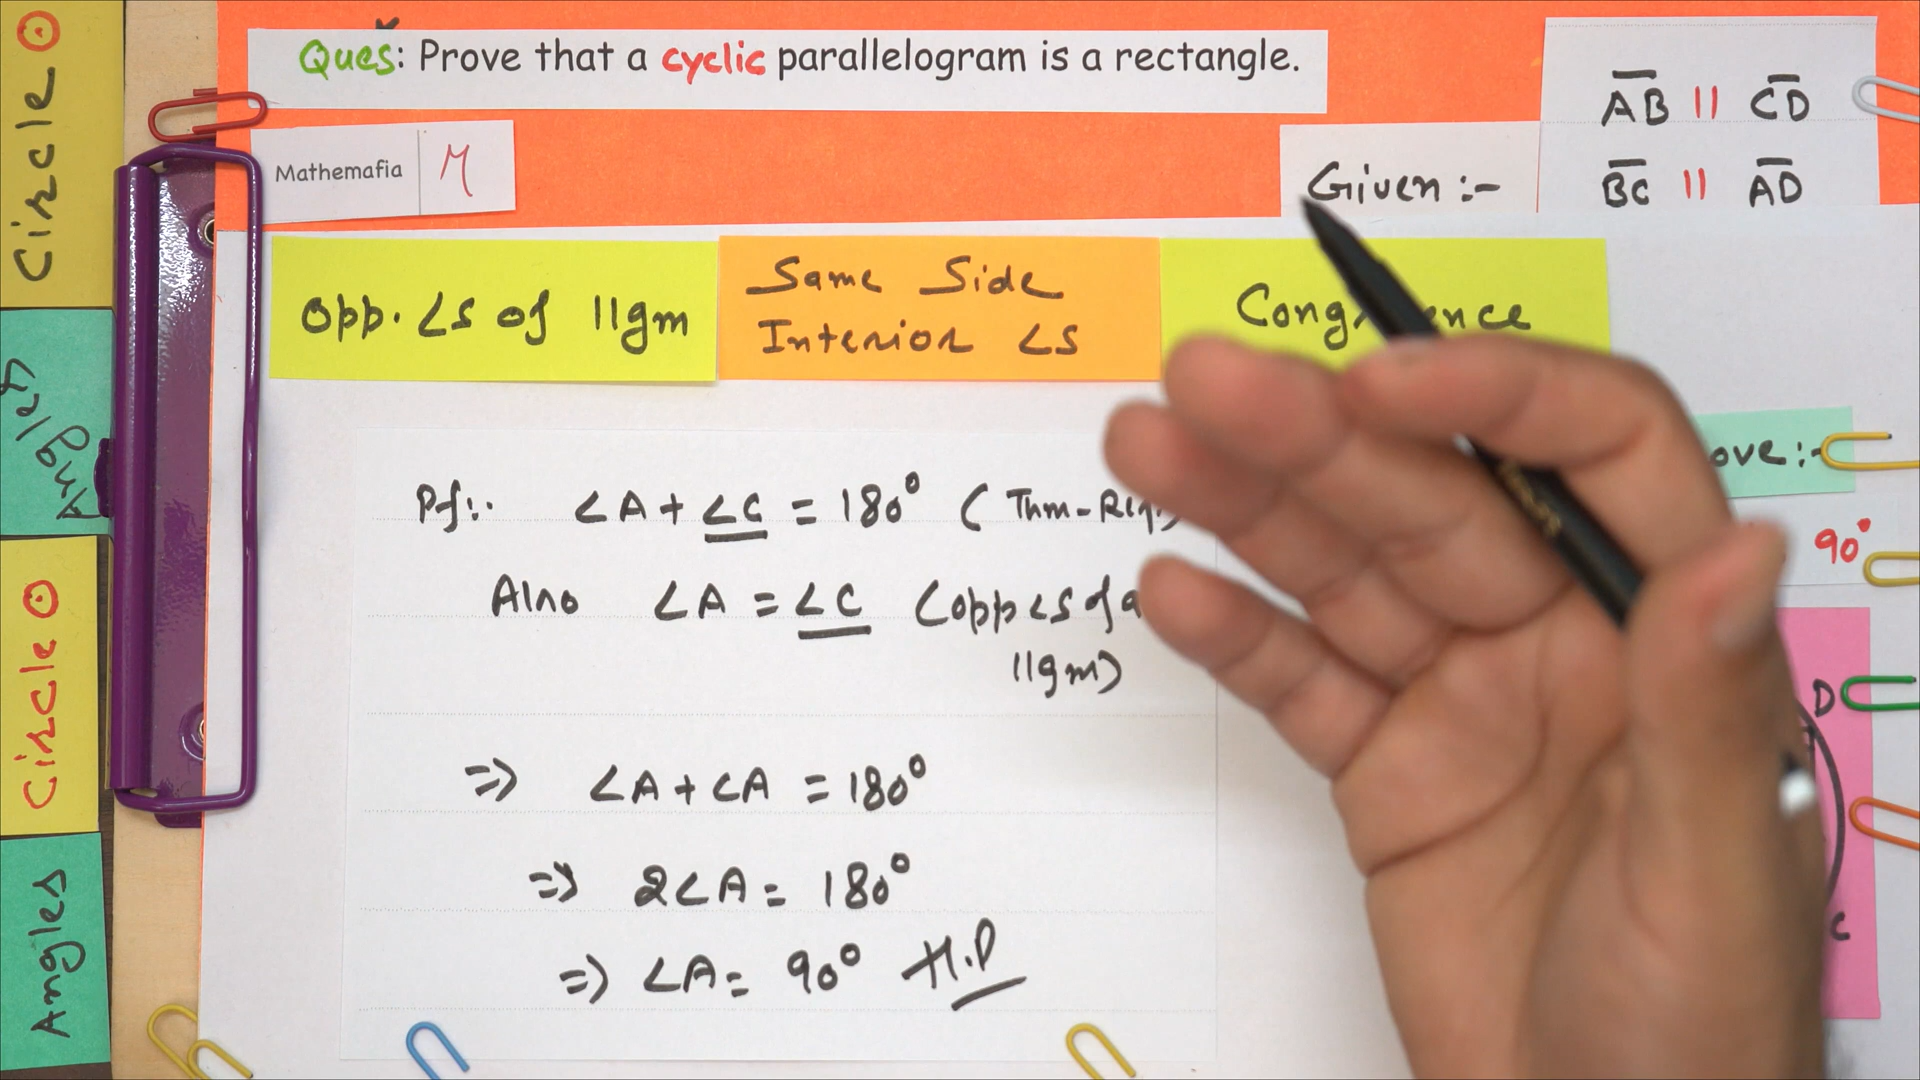 Ques: Prove that a cyclic parallelogram is a rectangle.
Mathemafia M
Given :-
AB || CD
BC || AD
Opp. ∠s of ||gm
Same Side
Interior ∠s
Pf:. ∠A + ∠C = 180° (Thm-
Also ∠A = ∠C (opp ∠s of a
||gm)
=> ∠A + ∠A = 180°
=> 2∠A = 180°
=> ∠A = 90° H.P
90°
D
C
Circle
Angles
Circle
Angles